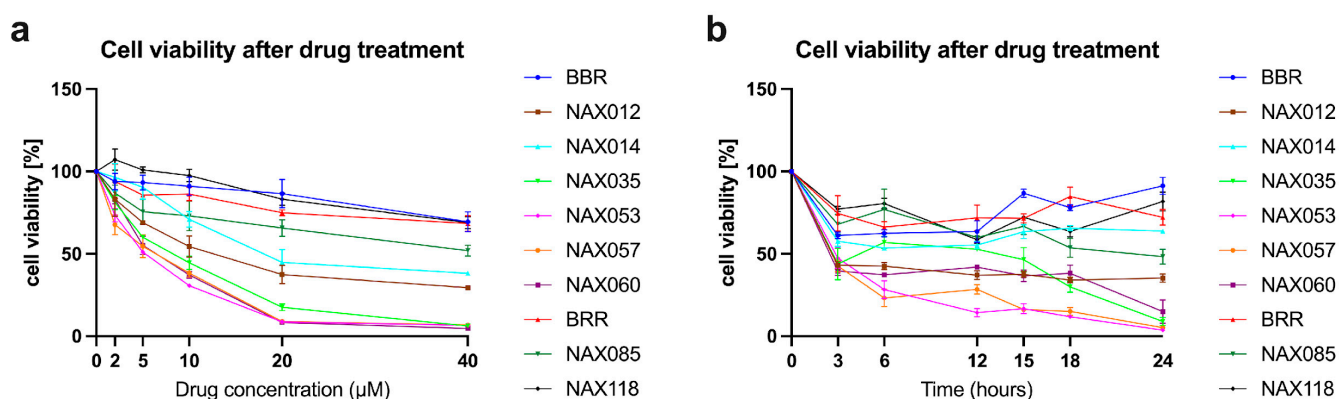 a
Cell viability after drug treatment
cell viability [%]
150
100
50
0
0 2 5 10 20 40
Drug concentration (µM)
BBR
NAX012
NAX014
NAX035
NAX053
NAX057
NAX060
BRR
NAX085
NAX118
b
Cell viability after drug treatment
cell viability [%]
150
100
50
0
0 3 6 12 15 18 24
Time (hours)
BBR
NAX012
NAX014
NAX035
NAX053
NAX057
NAX060
BRR
NAX085
NAX118